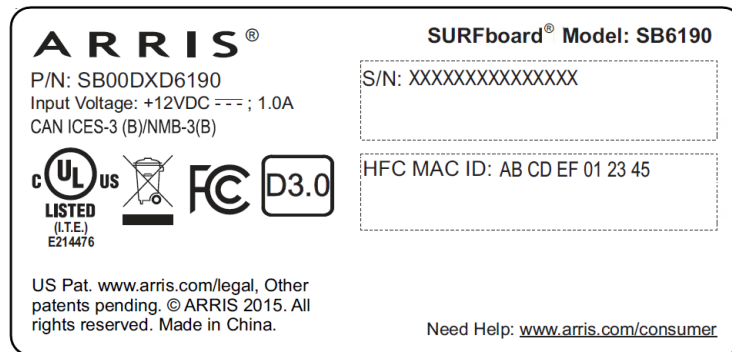 ARRIS®
P/N: SB00DXD6190
Input Voltage: +12VDC ⎓ ; 1.0A
CAN ICES-3 (B)/NMB-3(B)
C UL US
LISTED
(I.T.E.)
E214476
FC
D3.0
US Pat. www.arris.com/legal, Other
patents pending. © ARRIS 2015. All
rights reserved. Made in China.
SURFboard® Model: SB6190
S/N: XXXXXXXXXXXXXXX
HFC MAC ID: AB CD EF 01 23 45
Need Help: www.arris.com/consumer